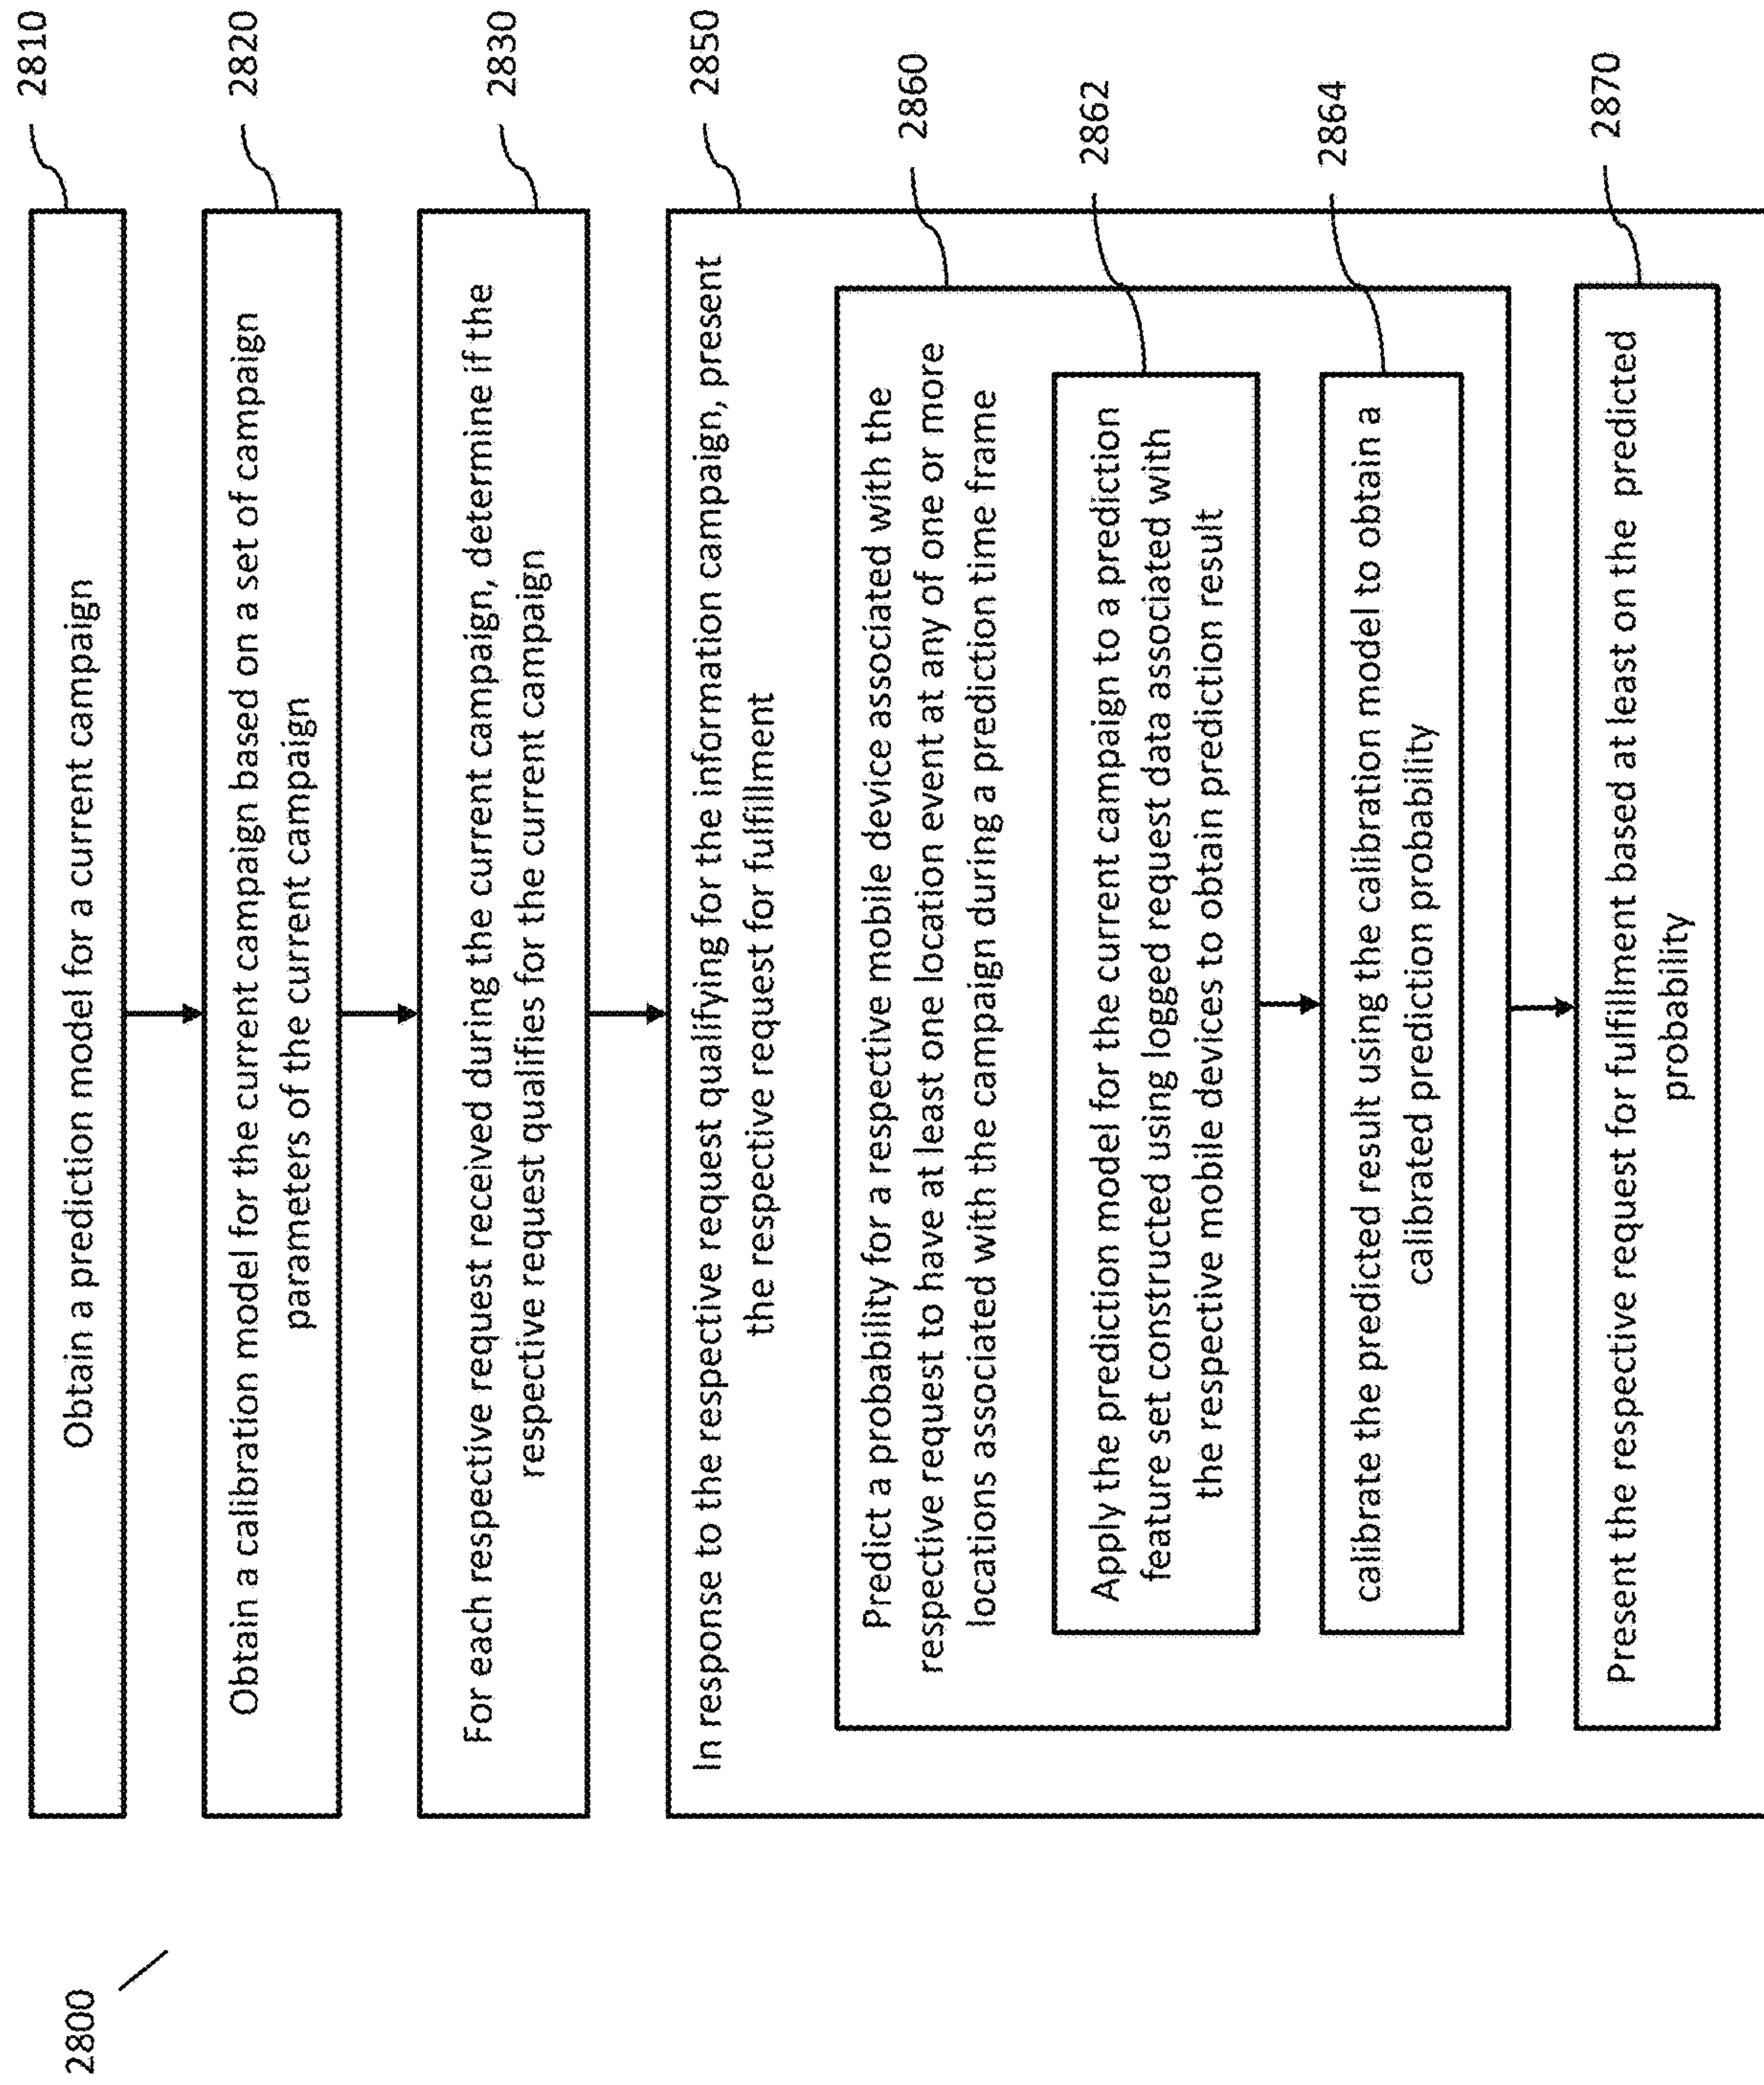 2800
2810
Obtain a prediction model for a current campaign
2820
Obtain a calibration model for the current campaign based on a set of campaign
parameters of the current campaign
2830
For each respective request received during the current campaign, determine if the
respective request qualifies for the current campaign
2850
In response to the respective request qualifying for the information campaign, present
the respective request for fulfillment
2860
Predict a probability for a respective mobile device associated with the
respective request to have at least one location event at any of one or more
locations associated with the campaign during a prediction time frame
2862
Apply the prediction model for the current campaign to a prediction
feature set constructed using logged request data associated with
the respective mobile devices to obtain prediction result
2864
calibrate the predicted result using the calibration model to obtain a
calibrated prediction probability
2870
Present the respective request for fulfillment based at least on the predicted
probability